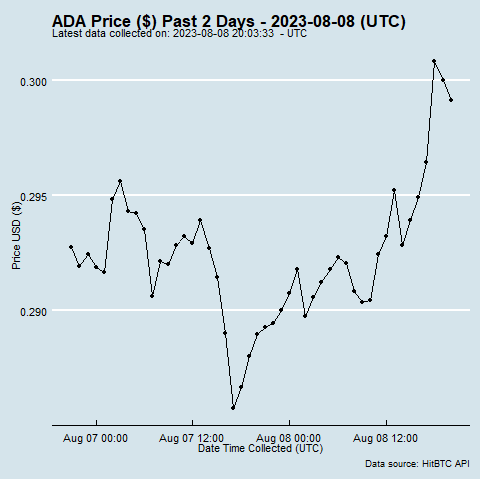 ADA Price ($) Past 2 Days - 2023-08-08 (UTC)
Latest data collected on: 2023-08-08 20:03:33 - UTC
0.300
0.295
0.290
Price USD ($)
Aug 07 00:00 Aug 07 12:00 Aug 08 00:00 Aug 08 12:00
Date Time Collected (UTC)
Data source: HitBTC API